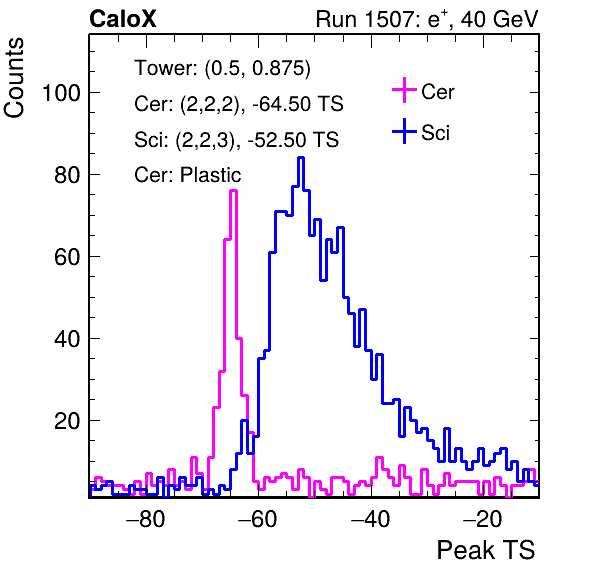 CaloX Run 1507: e⁺, 40 GeV
Counts
Tower: (0.5, 0.875)
Cer: (2,2,2), -64.50 TS
Sci: (2,2,3), -52.50 TS
Cer: Plastic
Cer
Sci
100
80
60
40
20
−80 −60 −40 −20
Peak TS